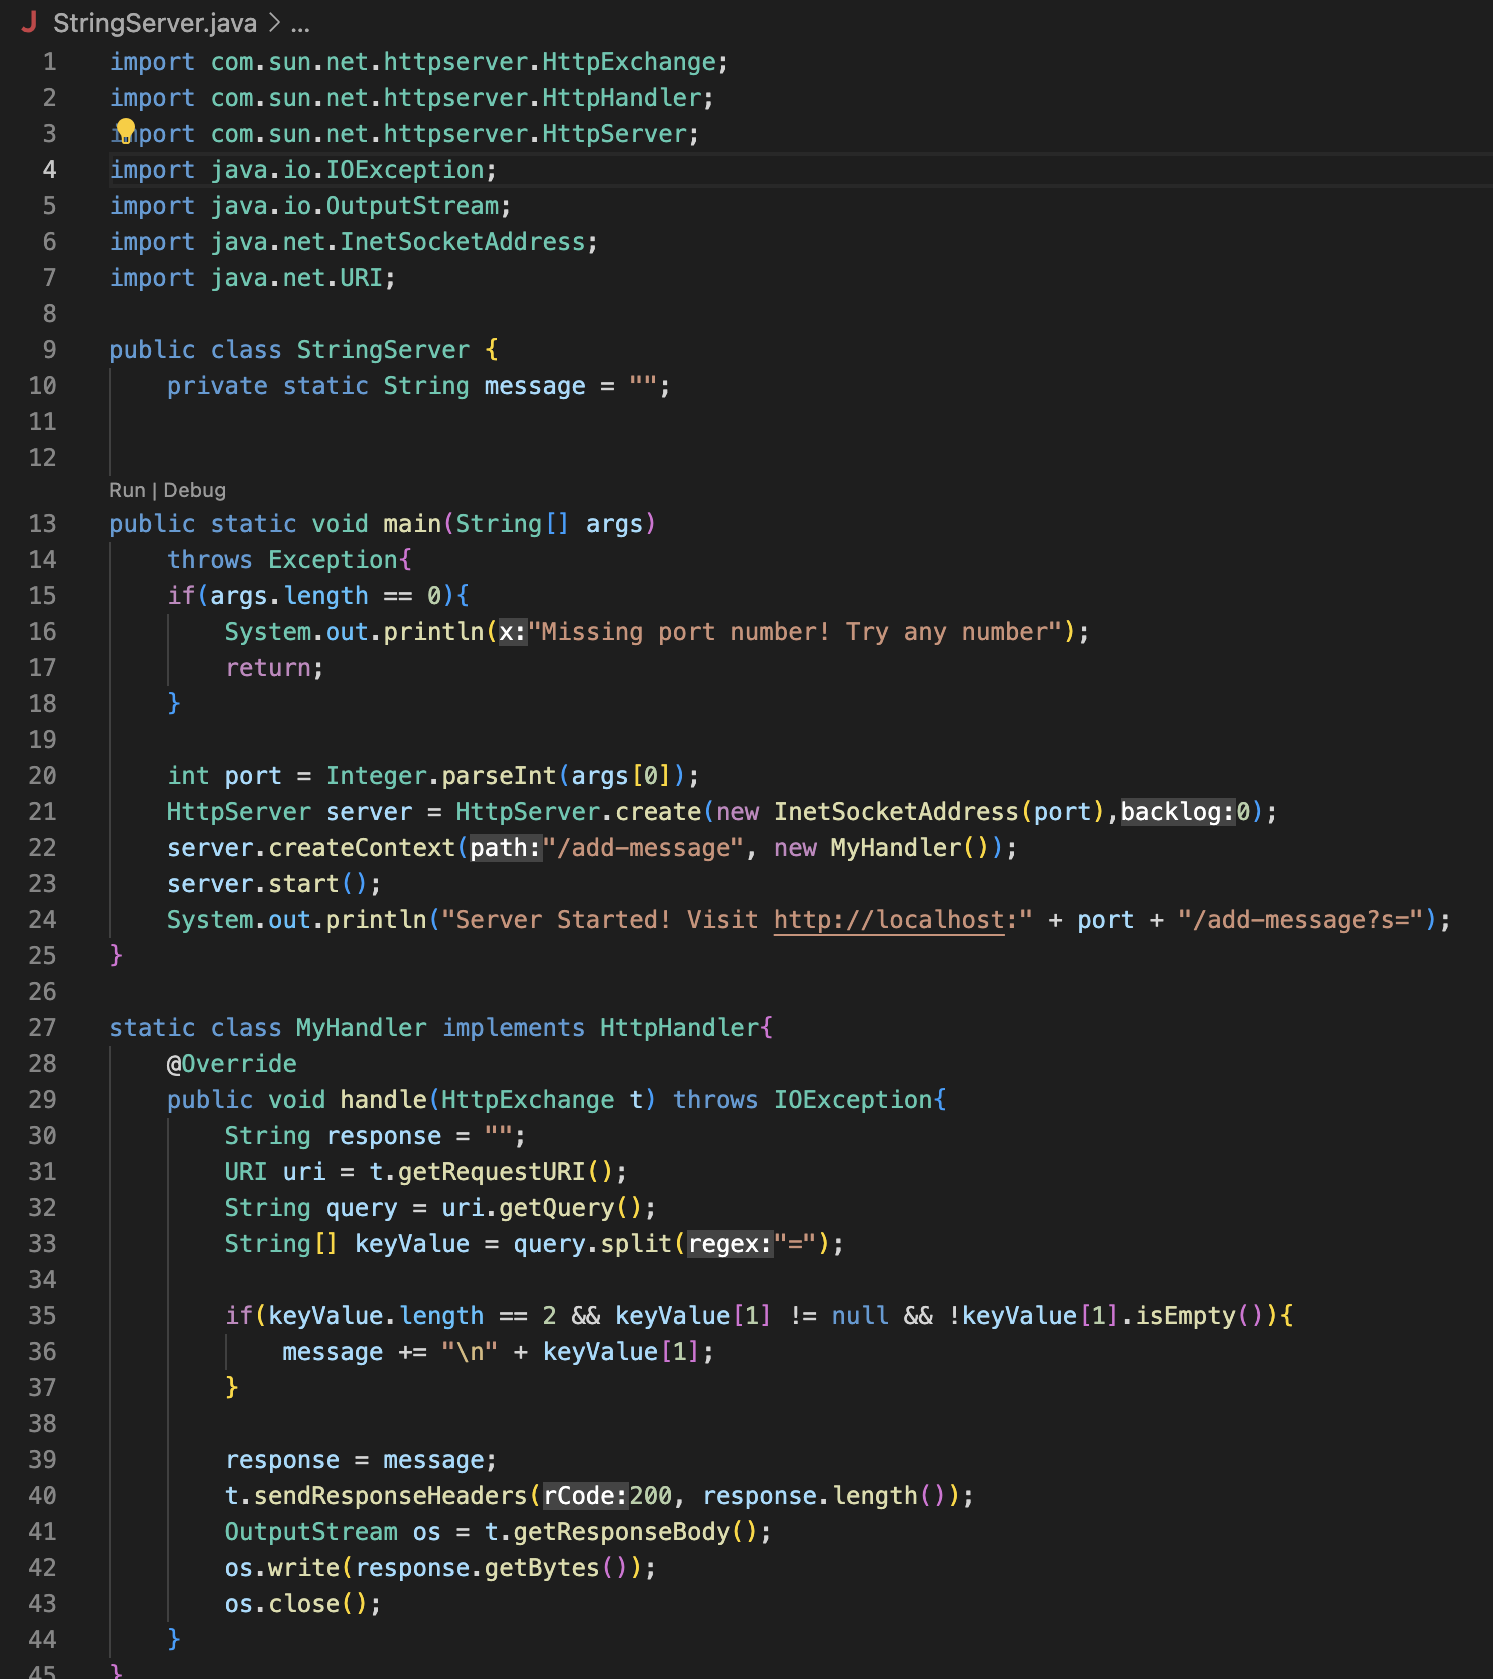 J StringServer.java > ...
1 import com.sun.net.httpserver.HttpExchange;
2 import com.sun.net.httpserver.HttpHandler;
3 import com.sun.net.httpserver.HttpServer;
4 import java.io.IOException;
5 import java.io.OutputStream;
6 import java.net.InetSocketAddress;
7 import java.net.URI;
8
9 public class StringServer {
10     private static String message = "";
11
12
Run | Debug
13 public static void main(String[] args)
14     throws Exception{
15     if(args.length == 0){
16         System.out.println(x:"Missing port number! Try any number");
17         return;
18     }
19
20     int port = Integer.parseInt(args[0]);
21     HttpServer server = HttpServer.create(new InetSocketAddress(port),backlog:0);
22     server.createContext(path:"/add-message", new MyHandler());
23     server.start();
24     System.out.println("Server Started! Visit http://localhost:" + port + "/add-message?s=");
25 }
26
27 static class MyHandler implements HttpHandler{
28     @Override
29     public void handle(HttpExchange t) throws IOException{
30         String response = "";
31         URI uri = t.getRequestURI();
32         String query = uri.getQuery();
33         String[] keyValue = query.split(regex:"=");
34
35         if(keyValue.length == 2 && keyValue[1] != null && !keyValue[1].isEmpty()){
36             message += "\n" + keyValue[1];
37         }
38
39         response = message;
40         t.sendResponseHeaders(rCode:200, response.length());
41         OutputStream os = t.getResponseBody();
42         os.write(response.getBytes());
43         os.close();
44     }
45 }